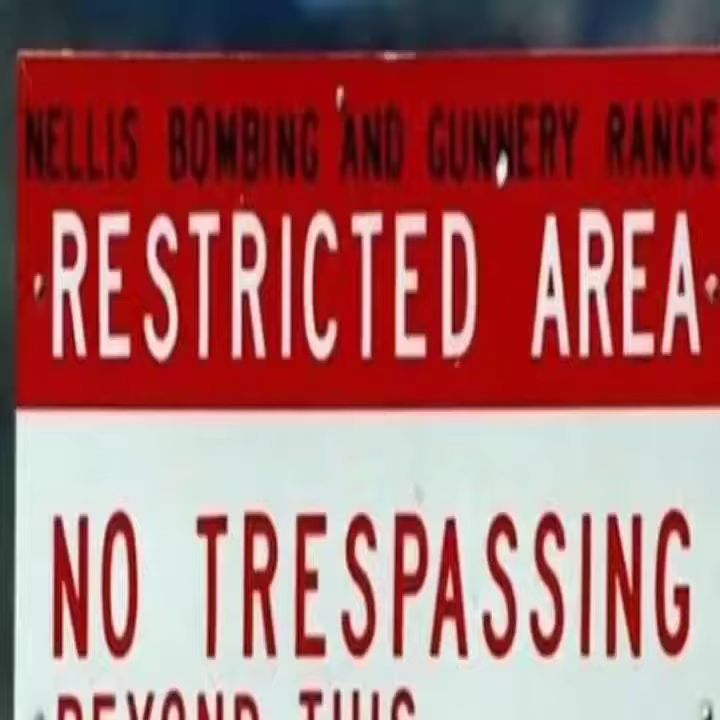 NELLIS BOMBING AND GUNNERY RANGE
RESTRICTED AREA
NO TRESPASSING
BEYOND THIS